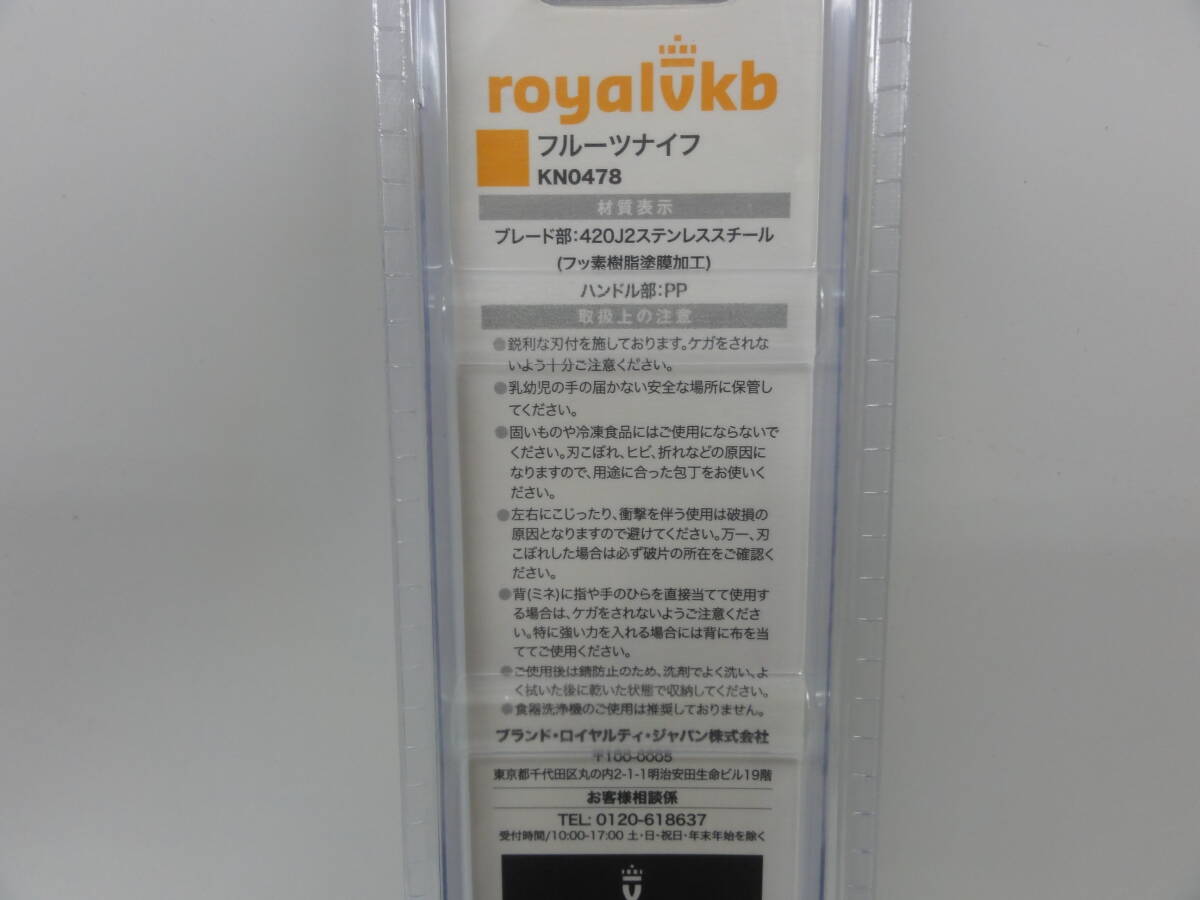 royalvkb
フルーツナイフ
KN0478
材質表示
ブレード部:420J2ステンレススチール
(フッ素樹脂塗膜加工)
ハンドル部:PP
取扱上の注意
●鋭利な刃付を施しております。ケガをされな
いよう十分ご注意ください。
●乳幼児の手の届かない安全な場所に保管し
てください。
●固いものや冷凍食品にはご使用にならないで
ください。刃こぼれ、ヒビ、折れなどの原因に
なりますので、用途に合った包丁をお使いく
ださい。
●左右にこじったり、衝撃を伴う使用は破損の
原因となりますので避けてください。万一、刃
こぼれした場合は必ず破片の所在をご確認く
ださい。
●背(ミネ)に指や手のひらを直接当てて使用す
る場合は、ケガをされないようご注意くださ
い。特に強い力を入れる場合には背に布を当
ててご使用ください。
●ご使用後は錆防止のため、洗剤でよく洗い、よ
く拭いた後に乾いた状態で収納してください。
●食器洗浄機のご使用は推奨しておりません。
ブランド・ロイヤルティ・ジャパン株式会社
〒100-0005
東京都千代田区丸の内2-1-1明治安田生命ビル19階
お客様相談係
TEL: 0120-618637
受付時間/10:00-17:00 土・日・祝日・年末年始を除く